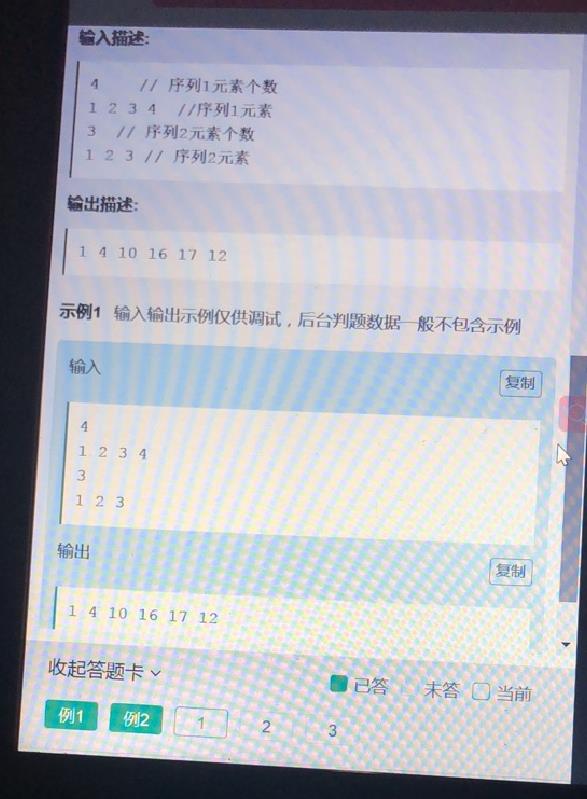 输入描述:
4 // 序列1元素个数
1 2 3 4 //序列1元素
3 // 序列2元素个数
1 2 3 // 序列2元素
输出描述:
1 4 10 16 17 12
示例1 输入输出示例仅供调试，后台判题数据一般不包含示例
输入
复制
4
1 2 3 4
3
1 2 3
输出
复制
1 4 10 16 17 12
收起答题卡
已答 未答 当前
例1 例2 1 2 3